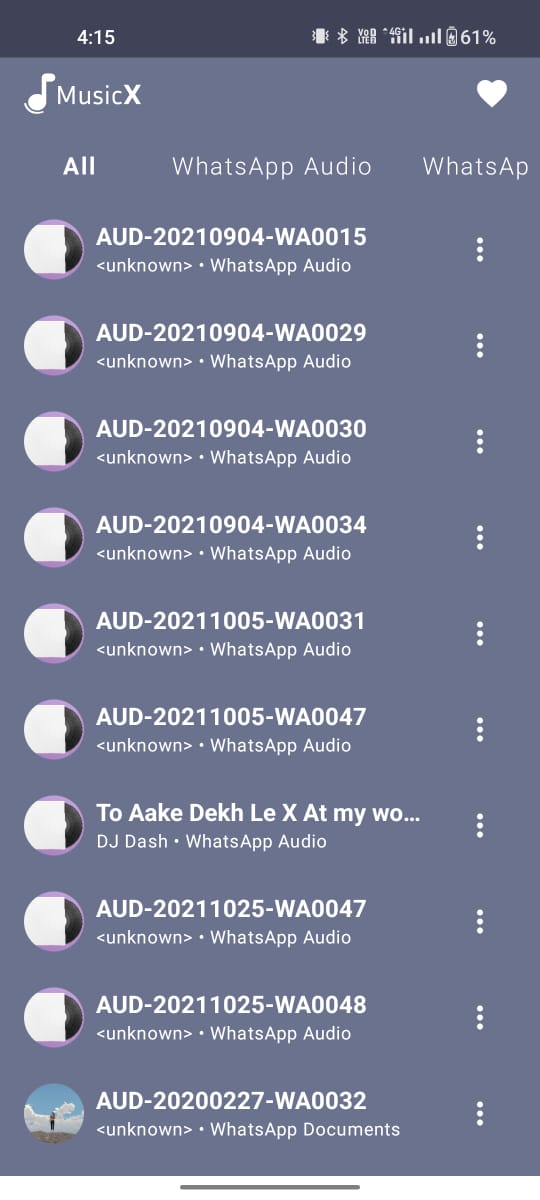 4:15 VoD LTED 4G+ 61%
MusicX
All WhatsApp Audio WhatsAp
AUD-20210904-WA0015
<unknown> • WhatsApp Audio
AUD-20210904-WA0029
<unknown> • WhatsApp Audio
AUD-20210904-WA0030
<unknown> • WhatsApp Audio
AUD-20210904-WA0034
<unknown> • WhatsApp Audio
AUD-20211005-WA0031
<unknown> • WhatsApp Audio
AUD-20211005-WA0047
<unknown> • WhatsApp Audio
To Aake Dekh Le X At my wo...
DJ Dash • WhatsApp Audio
AUD-20211025-WA0047
<unknown> • WhatsApp Audio
AUD-20211025-WA0048
<unknown> • WhatsApp Audio
AUD-20200227-WA0032
<unknown> • WhatsApp Documents